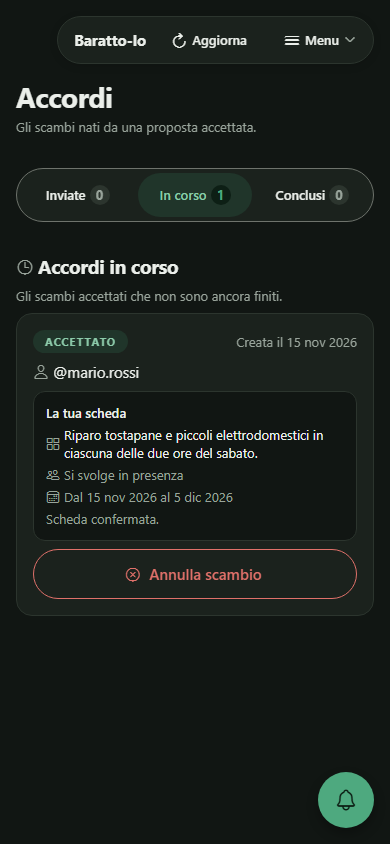 Baratto-lo
Aggiorna
Menu
Accordi
Gli scambi nati da una proposta accettata.
Inviate 0
In corso 1
Conclusi 0
Accordi in corso
Gli scambi accettati che non sono ancora finiti.
ACCETTATO
Creata il 15 nov 2026
@mario.rossi
La tua scheda
Riparo tostapane e piccoli elettrodomestici in
ciascuna delle due ore del sabato.
Si svolge in presenza
Dal 15 nov 2026 al 5 dic 2026
Scheda confermata.
Annulla scambio